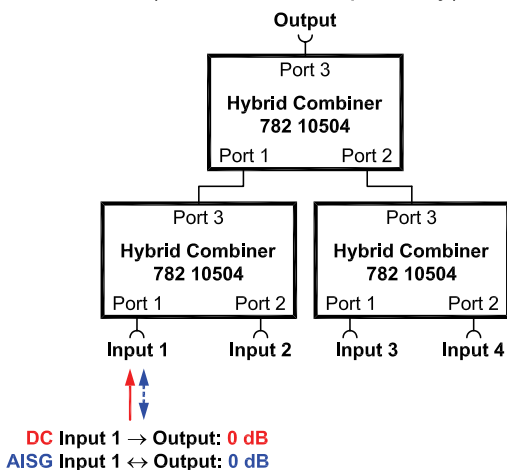 Output
Port 3
Hybrid Combiner
782 10504
Port 1 Port 2
Port 3 Port 3
Hybrid Combiner Hybrid Combiner
782 10504 782 10504
Port 1 Port 2 Port 1 Port 2
Input 1 Input 2 Input 3 Input 4
DC Input 1 → Output: 0 dB
AISG Input 1 ↔ Output: 0 dB